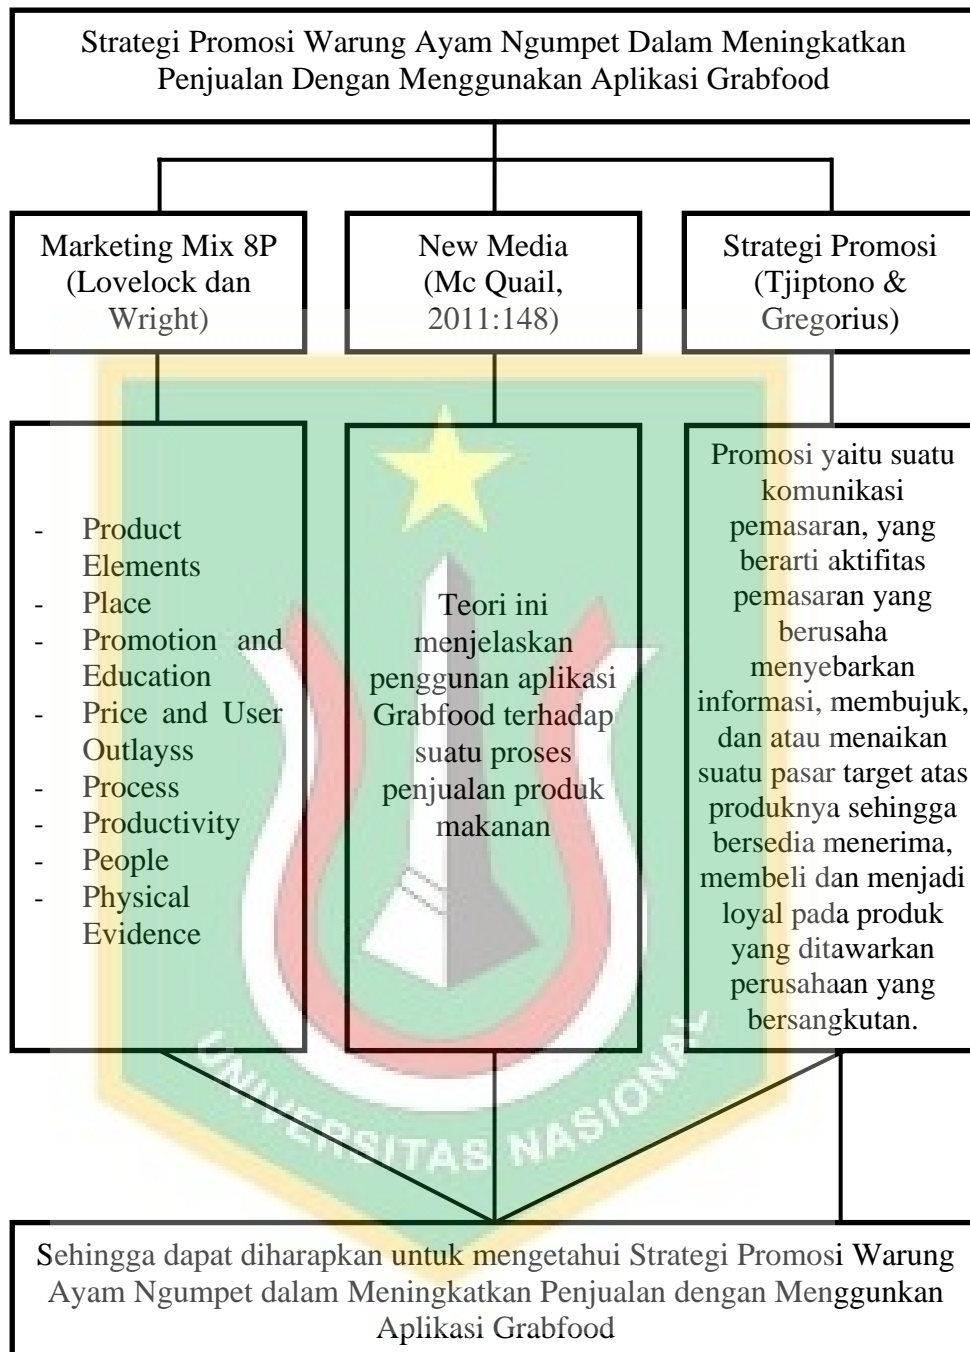 Strategi Promosi Warung Ayam Ngumpet Dalam Meningkatkan
Penjualan Dengan Menggunakan Aplikasi Grabfood
Marketing Mix 8P
(Lovelock dan
Wright)
New Media
(Mc Quail,
2011:148)
Strategi Promosi
(Tjiptono &
Gregorius)
- Product
Elements
- Place
- Promotion and
Education
- Price and User
Outlayss
- Process
- Productivity
- People
- Physical
Evidence
Teori ini
menjelaskan
penggunan aplikasi
Grabfood terhadap
suatu proses
penjualan produk
makanan
Promosi yaitu suatu
komunikasi
pemasaran, yang
berarti aktifitas
pemasaran yang
berusaha
menyebarkan
informasi, membujuk,
dan atau menaikan
suatu pasar target atas
produknya sehingga
bersedia menerima,
membeli dan menjadi
loyal pada produk
yang ditawarkan
perusahaan yang
bersangkutan.
UNIVERSITAS NASIONAL
Sehingga dapat diharapkan untuk mengetahui Strategi Promosi Warung
Ayam Ngumpet dalam Meningkatkan Penjualan dengan Menggunkan
Aplikasi Grabfood